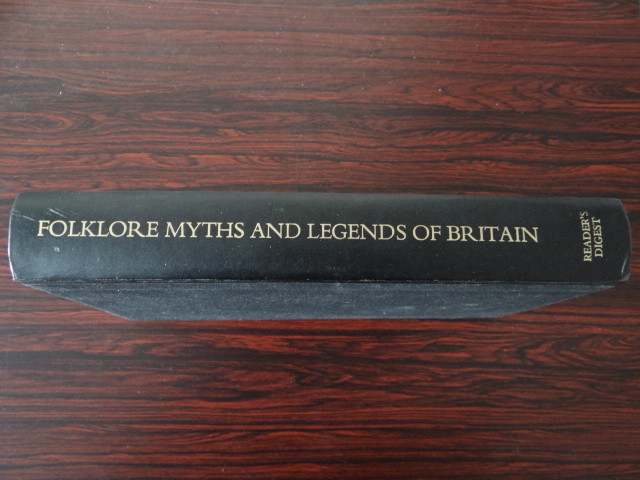 FOLKLORE MYTHS AND LEGENDS OF BRITAIN
READER'S
DIGEST